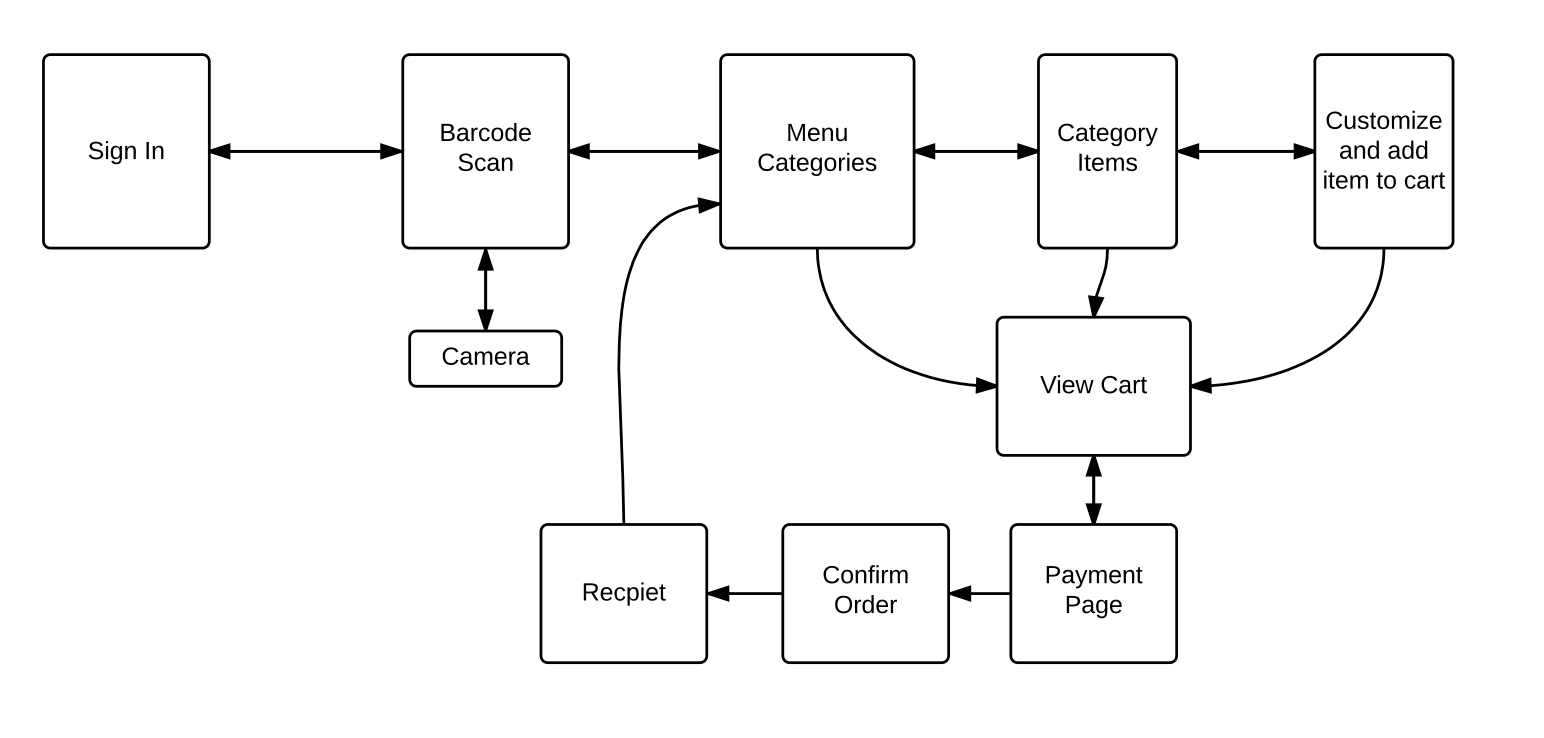 Sign In
Barcode
Scan
Menu
Categories
Category
Items
Customize
and add
item to cart
Camera
View Cart
Recpiet
Confirm
Order
Payment
Page